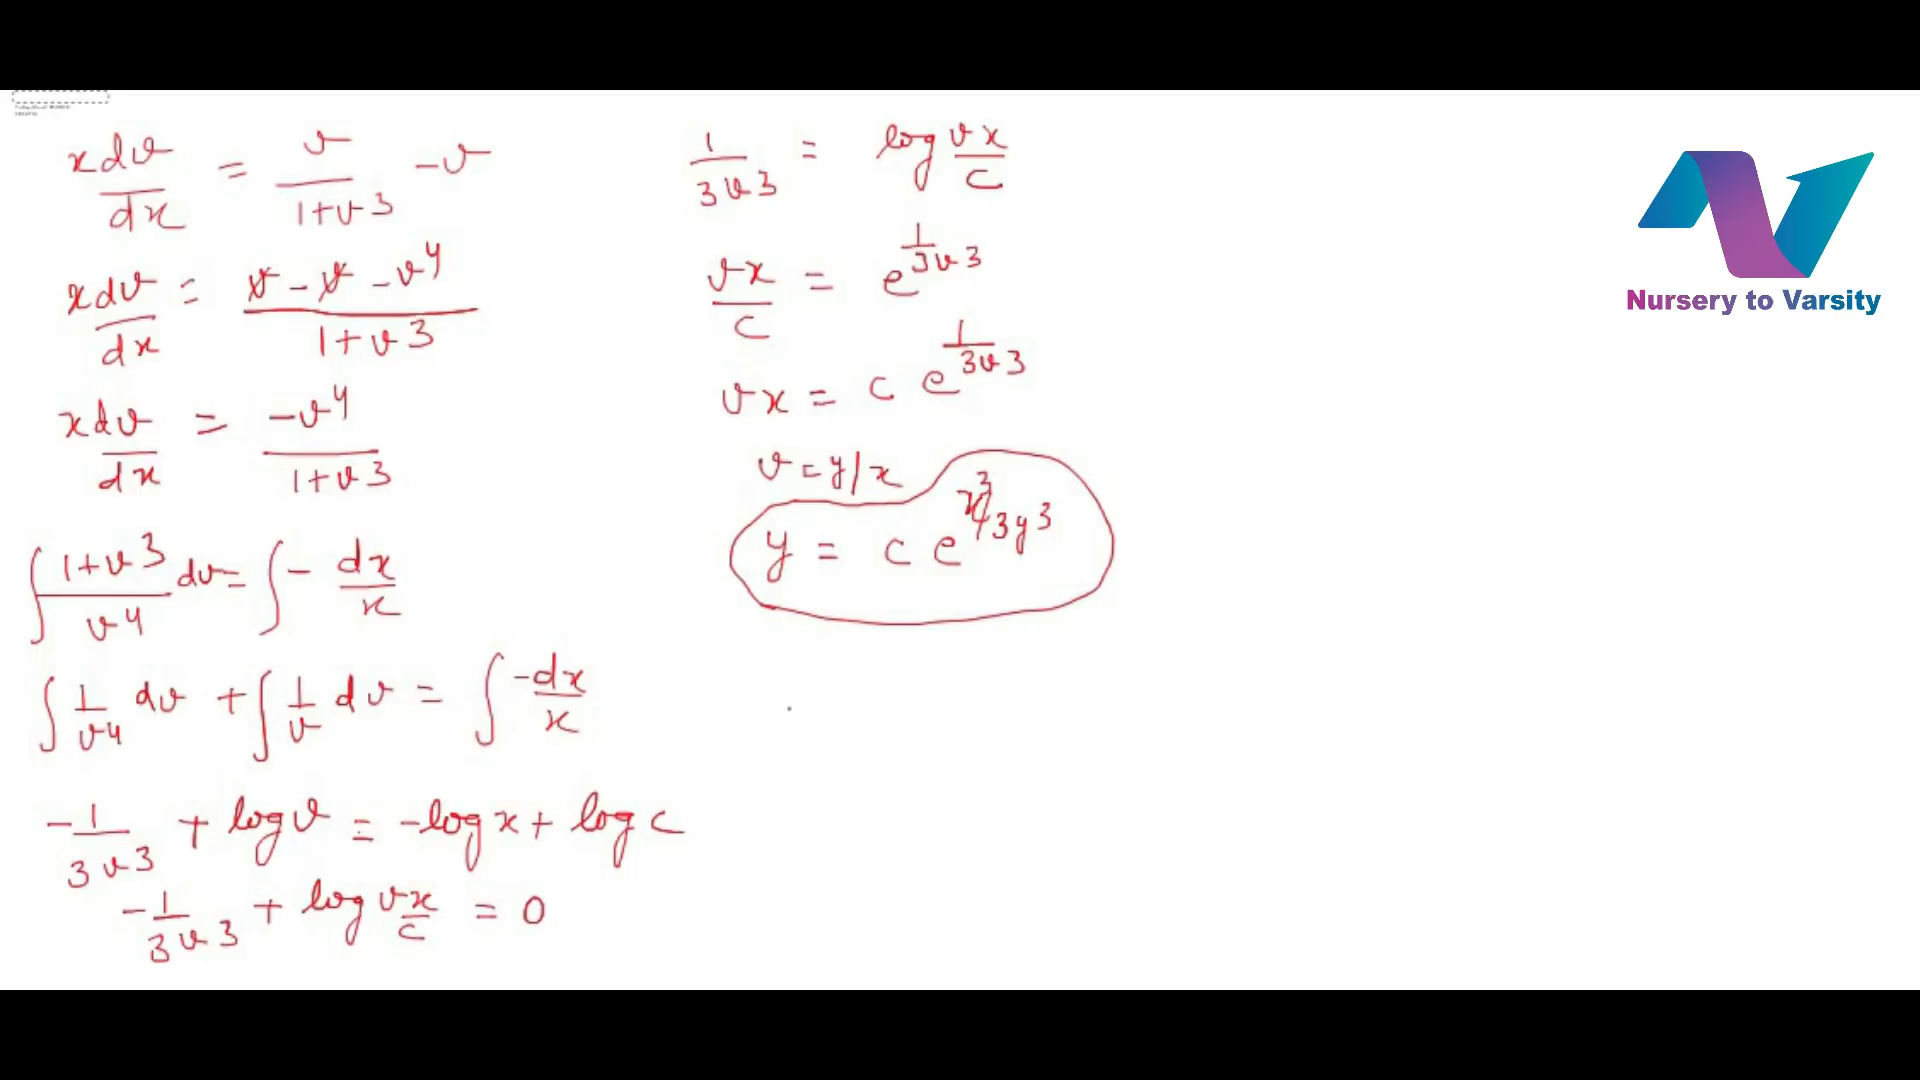 x dv/dx = v/(1+v3) - v
x dv/dx = (v - v - v4)/(1+v3)
x dv/dx = -v4/(1+v3)
∫ (1+v3)/v4 dv = ∫ - dx/x
∫ 1/v4 dv + ∫ 1/v dv = ∫ -dx/x
-1/3v3 + log v = -log x + log c
-1/3v3 + log vx/c = 0
1/3v3 = log vx/c
vx/c = e^(1/3v3)
vx = c e^(1/3v3)
v = y/x
y = c e^(x3/3y3)
Nursery to Varsity